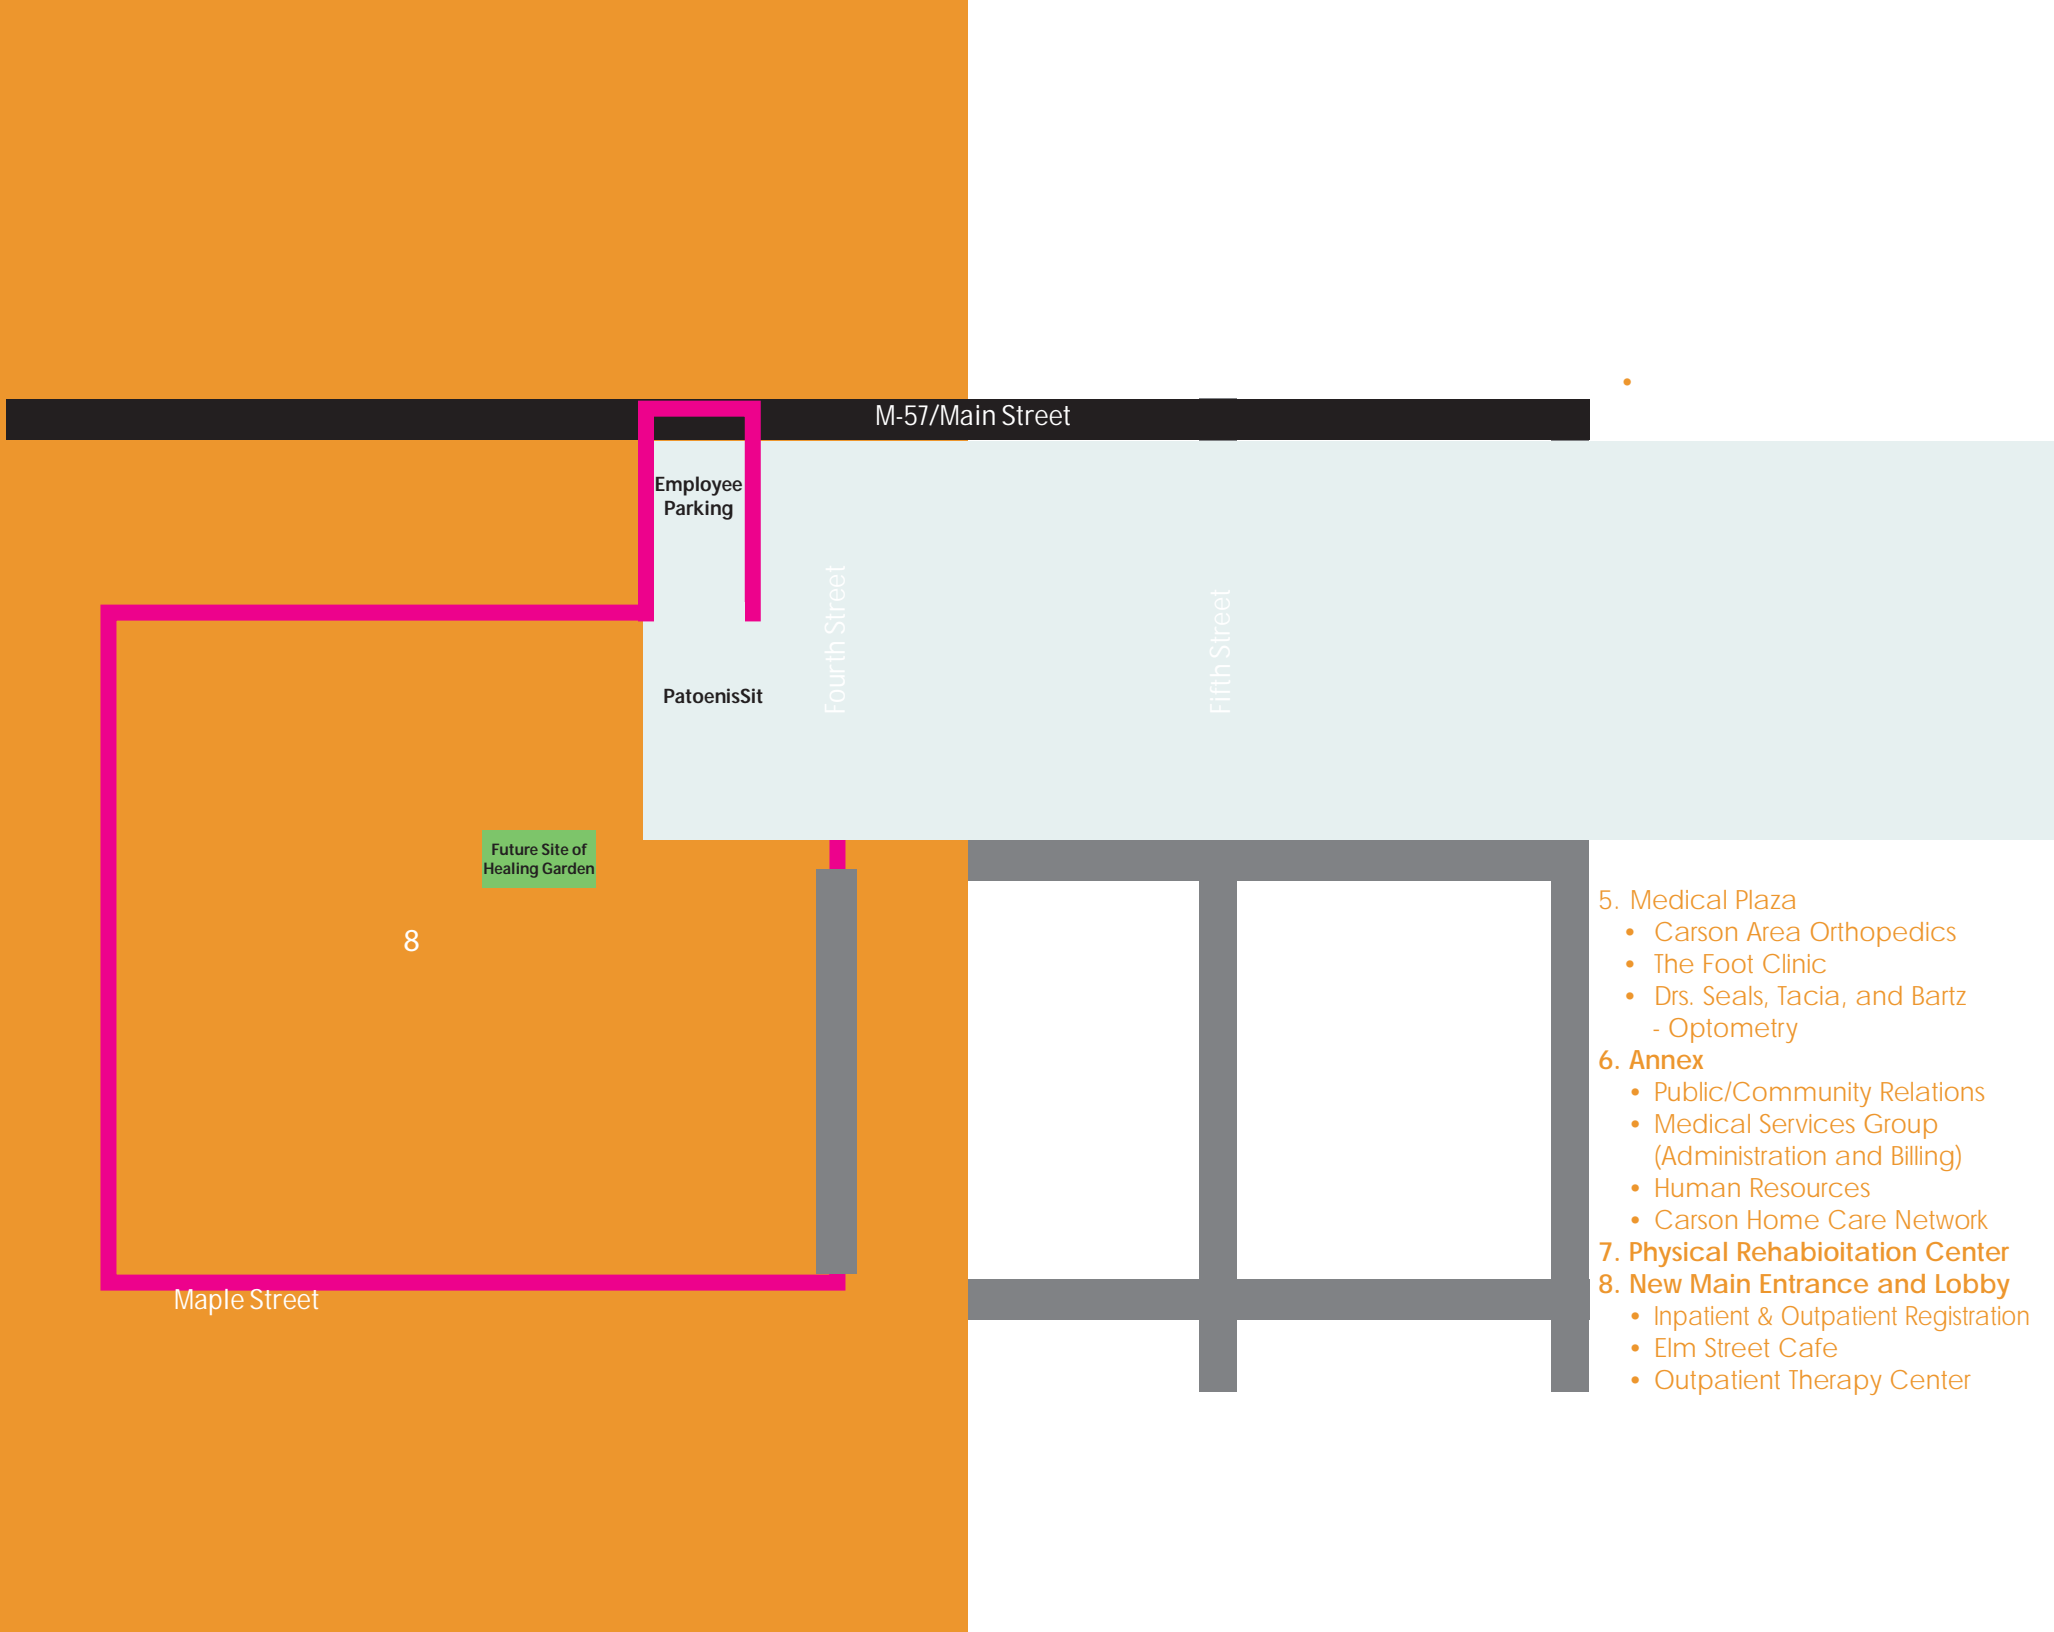 M-57/Main Street
Employee
Parking
Fourth Street
Fifth Street
PatoenisSit
Future Site of
Healing Garden
8
Maple Street
•
5. Medical Plaza
• Carson Area Orthopedics
• The Foot Clinic
• Drs. Seals, Tacia, and Bartz
- Optometry
6. Annex
• Public/Community Relations
• Medical Services Group
(Administration and Billing)
• Human Resources
• Carson Home Care Network
7. Physical Rehabioitation Center
8. New Main Entrance and Lobby
• Inpatient & Outpatient Registration
• Elm Street Cafe
• Outpatient Therapy Center